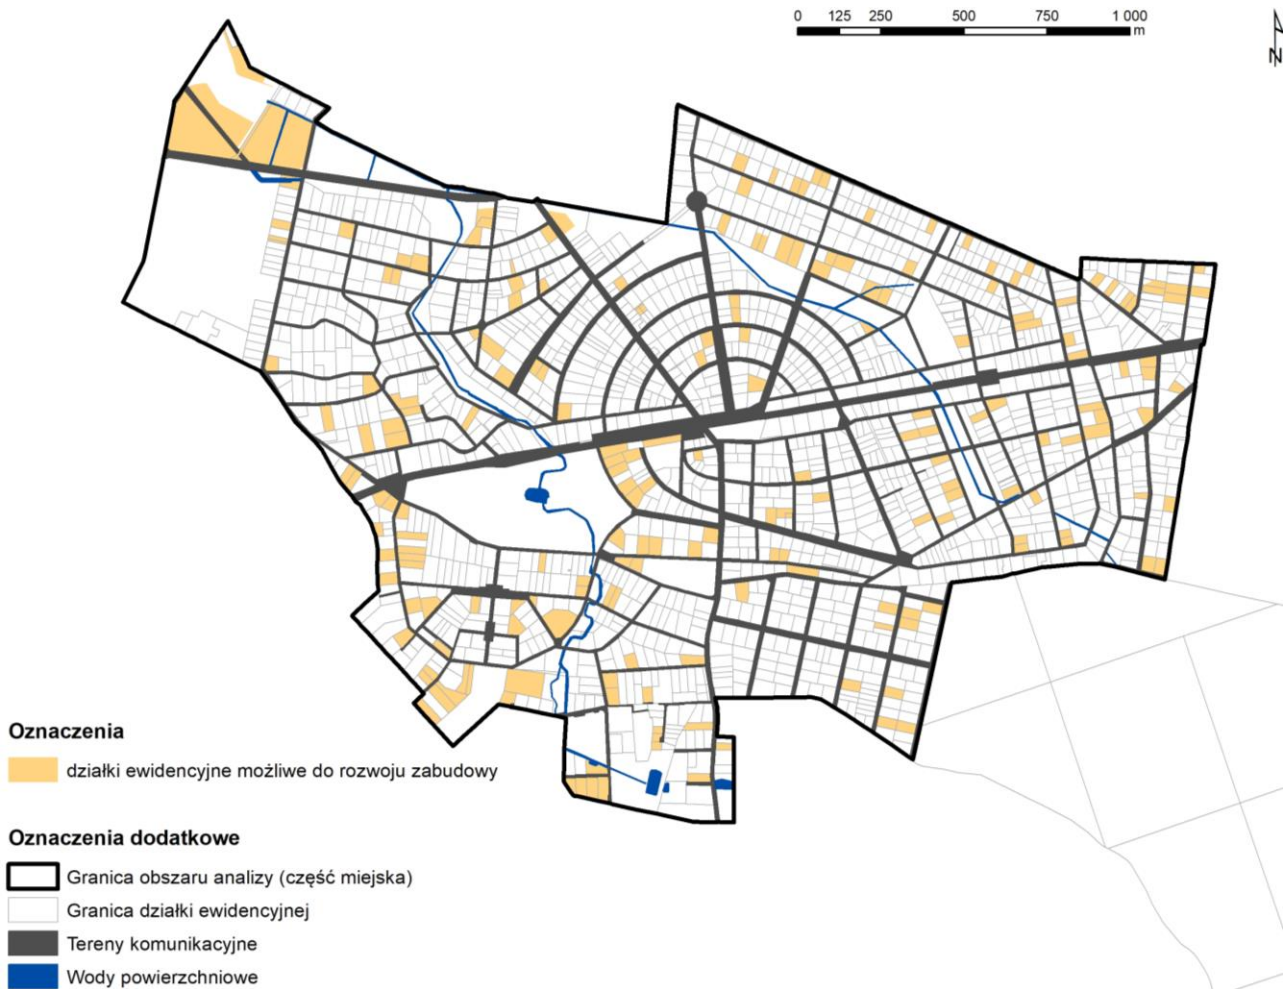 0 125 250 500 750 1 000
m
N
Oznaczenia
działki ewidencyjne możliwe do rozwoju zabudowy
Oznaczenia dodatkowe
Granica obszaru analizy (część miejska)
Granica działki ewidencyjnej
Tereny komunikacyjne
Wody powierzchniowe